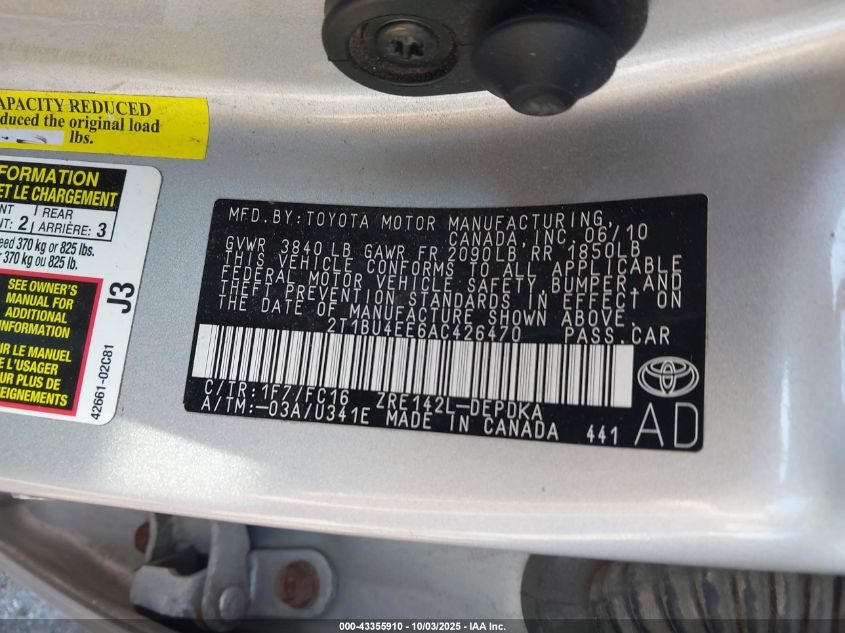 CAPACITY REDUCED
duced the original load
lbs.
FORMATION
ET LE CHARGEMENT
NT
: 2
REAR
ARRIÈRE: 3
eed 370 kg or 825 lbs.
370 kg ou 825 lb.
SEE OWNER'S
MANUAL FOR
ADDITIONAL
INFORMATION
R LE MANUEL
L'USAGER
UR PLUS DE
SEIGNEMENTS
J3
42661-02C81
MFD. BY: TOYOTA MOTOR MANUFACTURING,
CANADA, INC. 06/10
GVWR 3840 LB GAWR FR 2090LB RR 1850LB
THIS VEHICLE CONFORMS TO ALL APPLICABLE
FEDERAL MOTOR VEHICLE SAFETY, BUMPER, AND
THEFT PREVENTION STANDARDS IN EFFECT ON
THE DATE OF MANUFACTURE SHOWN ABOVE.
2T1BU4EE6AC426470 PASS. CAR
C/TR: 1F7/FC16 ZRE142L-DEPDKA
A/TM: -03A/U341E MADE IN CANADA 441
AD
000-43355910 - 10/03/2025 - IAA Inc.